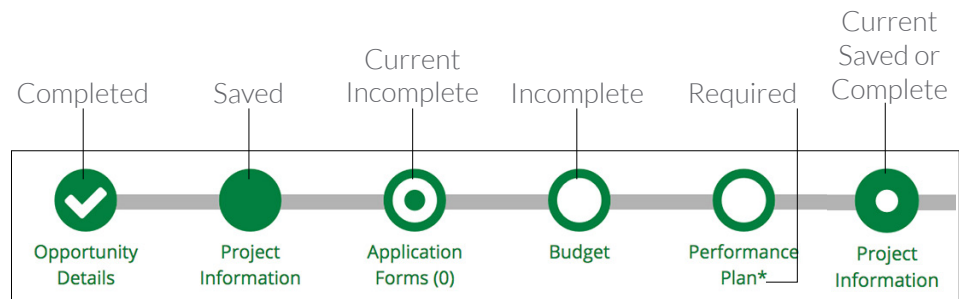 Completed
Saved
Current
Incomplete
Incomplete
Required
Current
Saved or
Complete
Opportunity
Details
Project
Information
Application
Forms (0)
Budget
Performance
Plan*
Project
Information